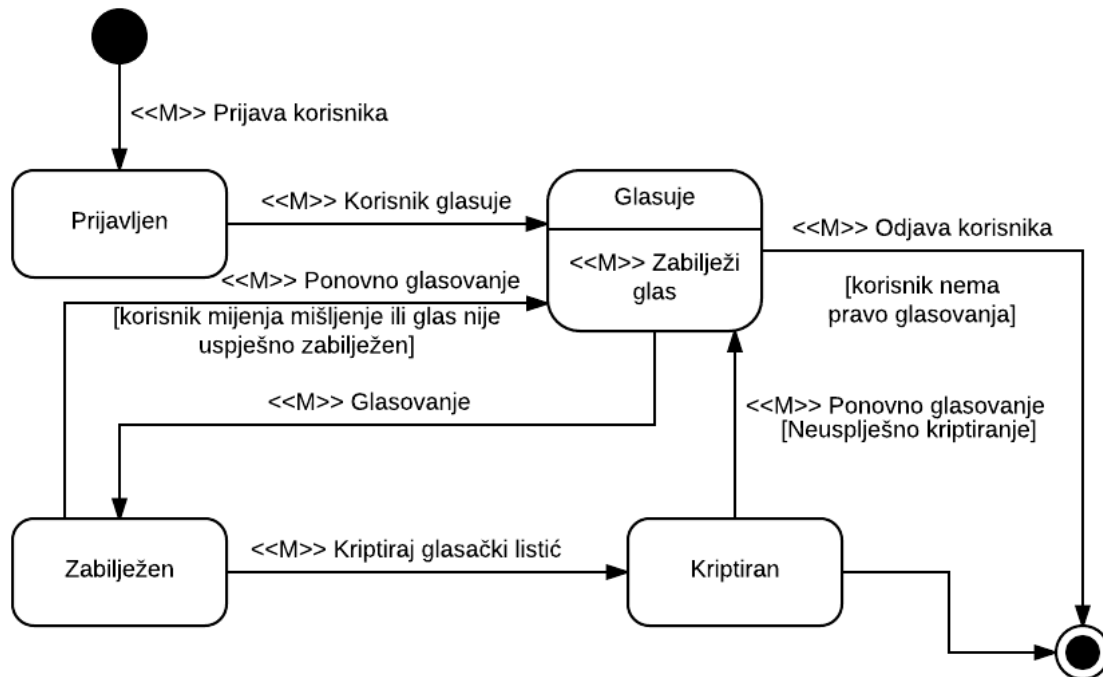 <<M>> Prijava korisnika
Prijavljen
<<M>> Korisnik glasuje
Glasuje
<<M>> Zabilježi
glas
<<M>> Odjava korisnika
[korisnik nema
pravo glasovanja]
<<M>> Ponovno glasovanje
[korisnik mijenja mišljenje ili glas nije
uspješno zabilježen]
<<M>> Glasovanje
<<M>> Ponovno glasovanje
[Neusplješno kriptiranje]
Zabilježen
<<M>> Kriptiraj glasački listić
Kriptiran